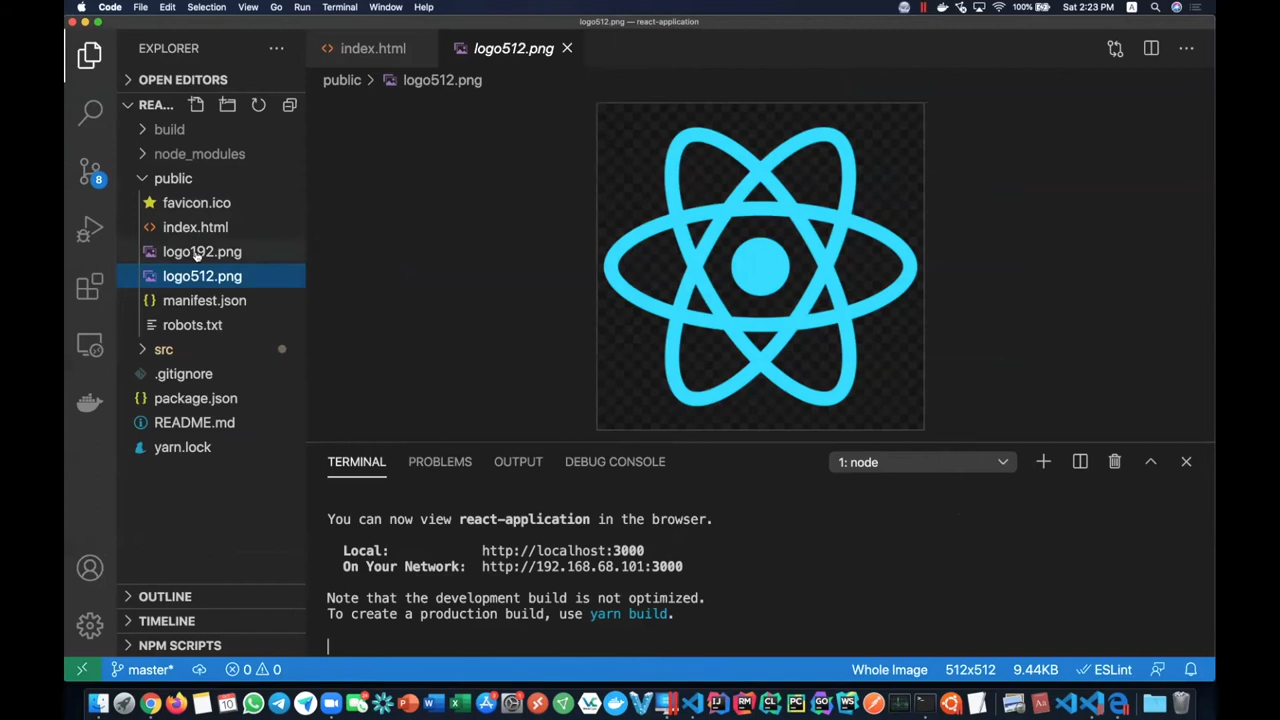 Code File Edit Selection View Go Run Terminal Window Help 100% Sat 2:23 PM A
logo512.png — react-application
EXPLORER
index.html
logo512.png
OPEN EDITORS
public > logo512.png
REA...
build
node_modules
public
favicon.ico
index.html
logo192.png
logo512.png
manifest.json
robots.txt
src
.gitignore
package.json
README.md
yarn.lock
8
TERMINAL PROBLEMS OUTPUT DEBUG CONSOLE 1: node
You can now view react-application in the browser.
Local: http://localhost:3000
On Your Network: http://192.168.68.101:3000
Note that the development build is not optimized.
To create a production build, use yarn build.
OUTLINE
TIMELINE
NPM SCRIPTS
master* 0 0 Whole Image 512x512 9.44KB ESLint